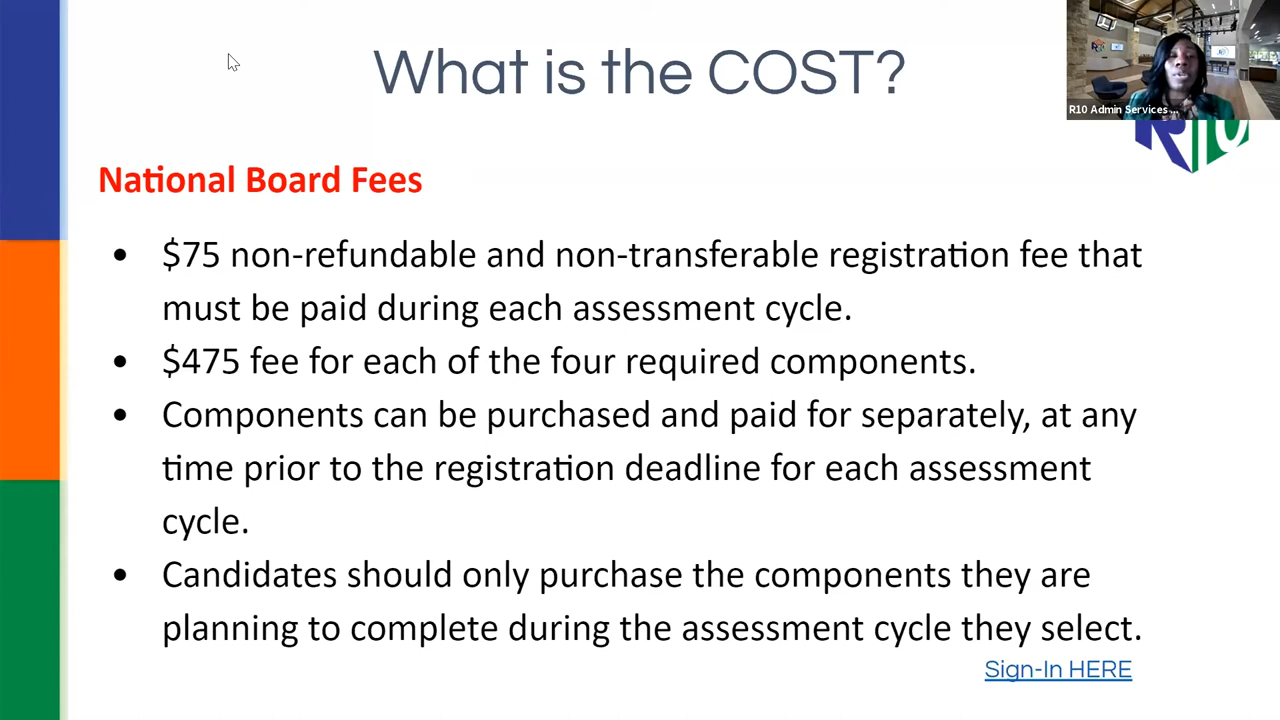 What is the COST?
R10 Admin Services ...
R10
National Board Fees
• $75 non-refundable and non-transferable registration fee that
must be paid during each assessment cycle.
• $475 fee for each of the four required components.
• Components can be purchased and paid for separately, at any
time prior to the registration deadline for each assessment
cycle.
• Candidates should only purchase the components they are
planning to complete during the assessment cycle they select.
Sign-In HERE